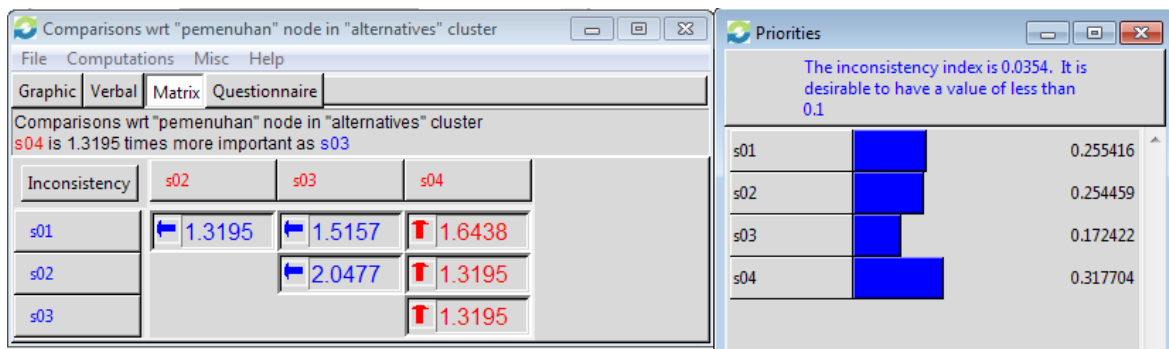 Comparisons wrt "pemenuhan" node in "alternatives" cluster
File Computations Misc Help
Graphic Verbal Matrix Questionnaire
Comparisons wrt "pemenuhan" node in "alternatives" cluster
s04 is 1.3195 times more important as s03
Inconsistency s02 s03 s04
s01 1.3195 1.5157 1.6438
s02 2.0477 1.3195
s03 1.3195
Priorities
The inconsistency index is 0.0354. It is
desirable to have a value of less than
0.1
s01 0.255416
s02 0.254459
s03 0.172422
s04 0.317704